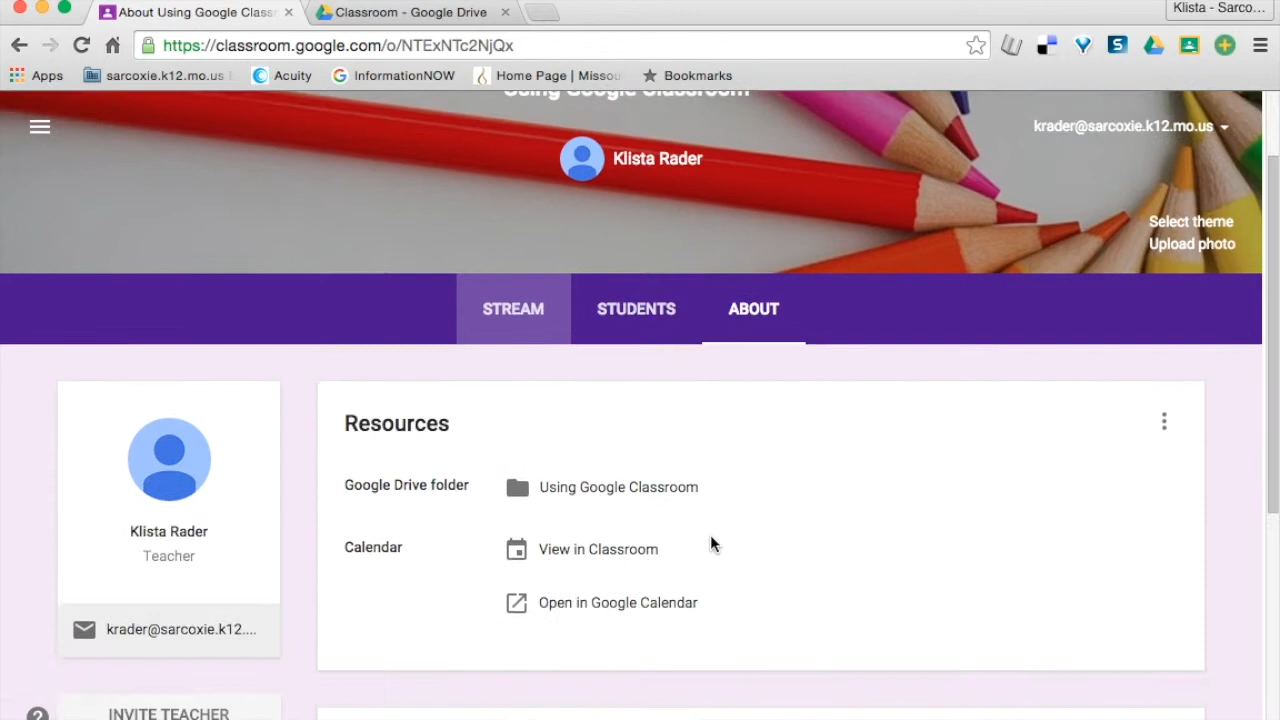 About Using Google Classr
Classroom - Google Drive
Klista - Sarco...
https://classroom.google.com/o/NTExNTc2NjQx
Apps
sarcoxie.k12.mo.us
Acuity
InformationNOW
Home Page | Missou
Bookmarks
Using Google Classroom
krader@sarcoxie.k12.mo.us
Klista Rader
Select theme
Upload photo
STREAM
STUDENTS
ABOUT
Resources
Google Drive folder
Using Google Classroom
Calendar
View in Classroom
Open in Google Calendar
Klista Rader
Teacher
krader@sarcoxie.k12....
INVITE TEACHER